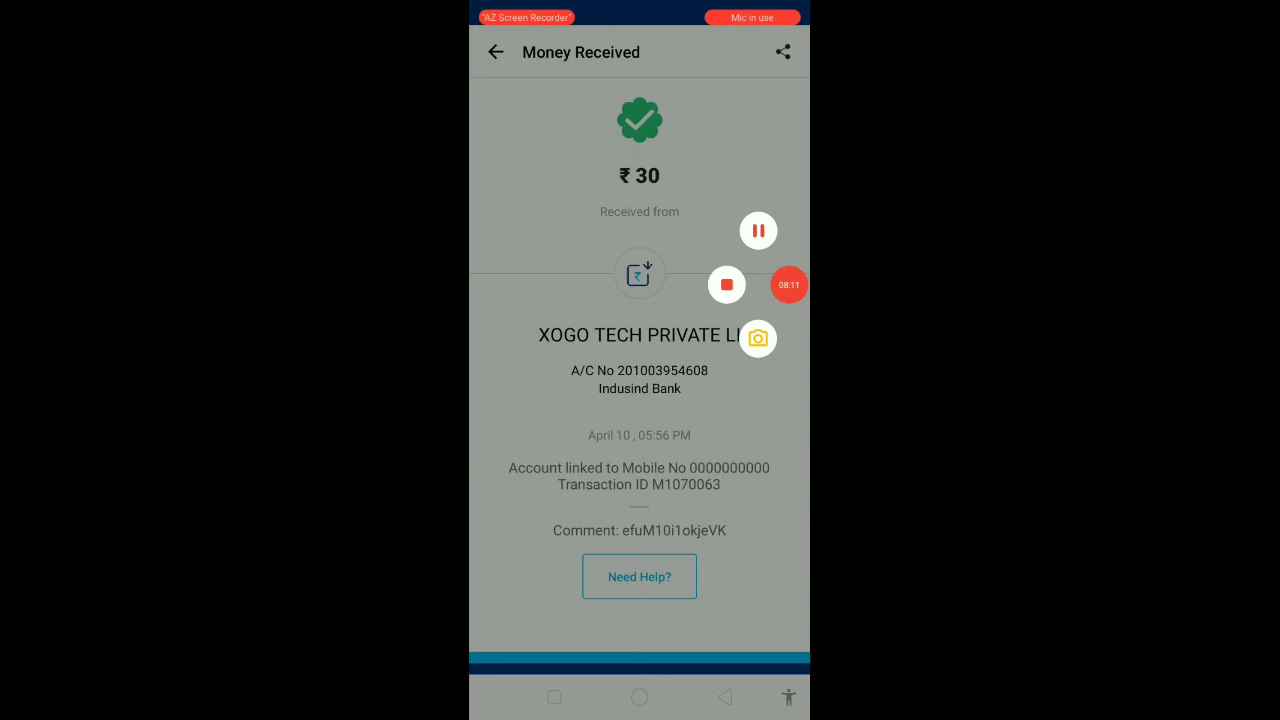 "AZ Screen Recorder"
Mic in use
Money Received
₹ 30
Received from
₹
08:11
XOGO TECH PRIVATE
A/C No 201003954608
Indusind Bank
April 10 , 05:56 PM
Account linked to Mobile No 0000000000
Transaction ID M1070063
Comment: efuM10i1okjeVK
Need Help?